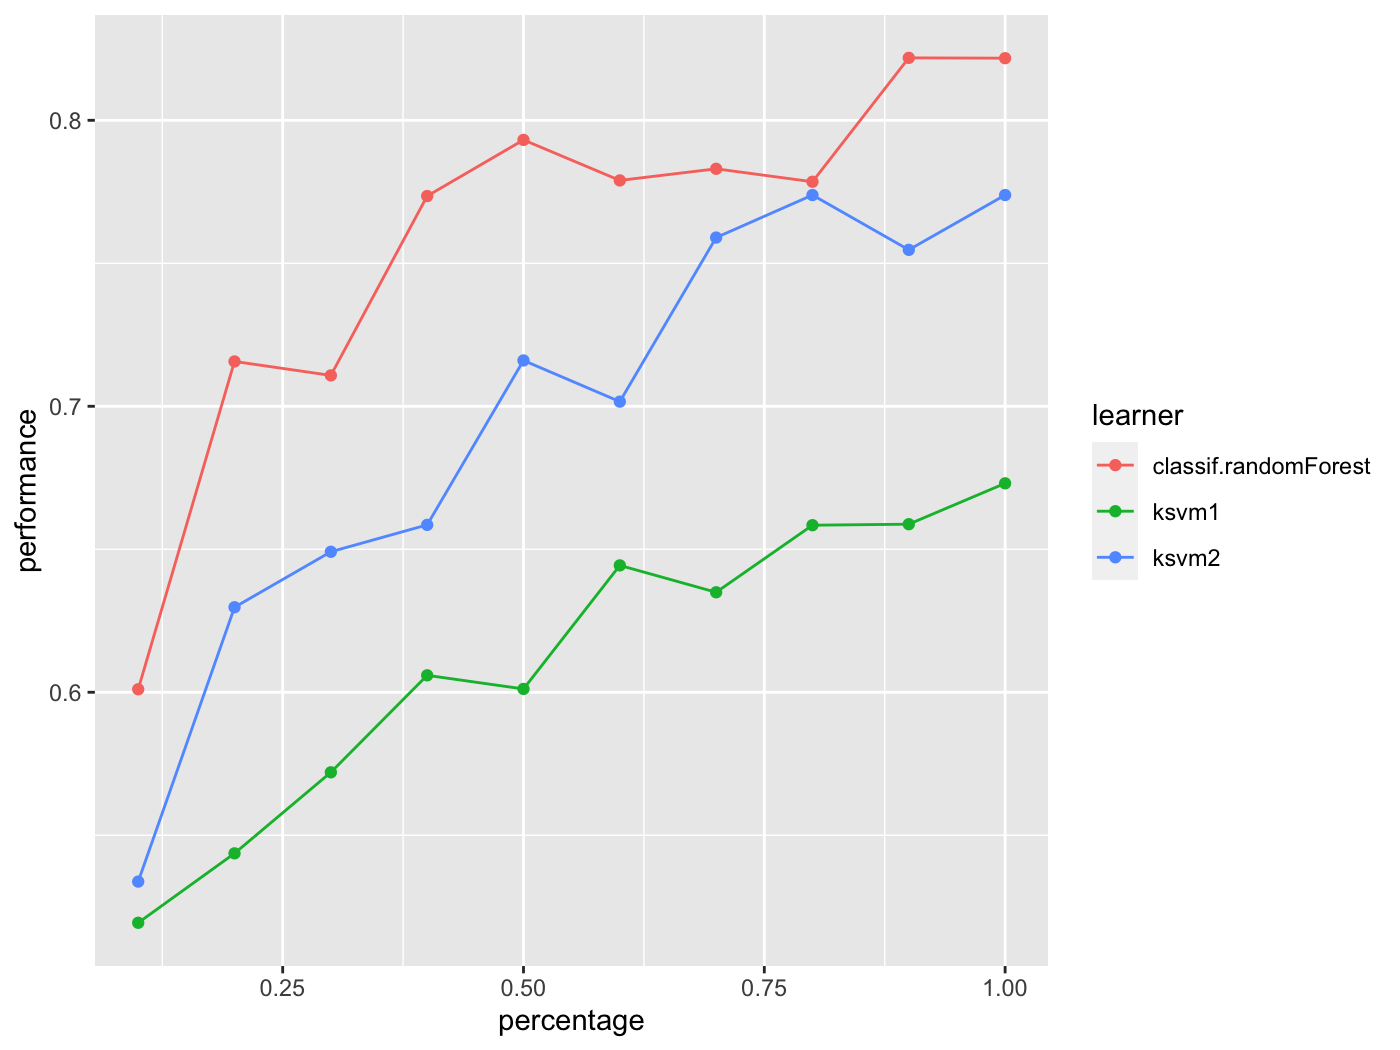 0.8
0.7
0.6
performance
0.25 0.50 0.75 1.00
percentage
learner
classif.randomForest
ksvm1
ksvm2